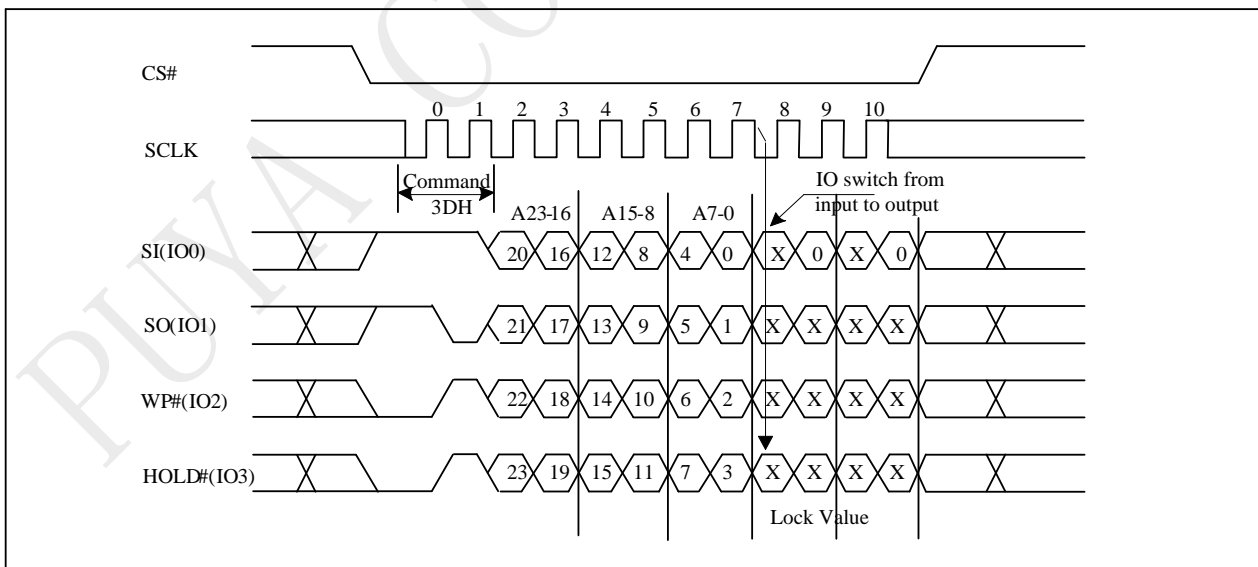 PUYA CO
CS#
0 1 2 3 4 5 6 7 8 9 10
SCLK
Command
3DH
IO switch from
input to output
A23-16 A15-8 A7-0
SI(IO0)
20 16 12 8 4 0 X 0 X 0
SO(IO1)
21 17 13 9 5 1 X X X X
WP#(IO2)
22 18 14 10 6 2 X X X X
HOLD#(IO3)
23 19 15 11 7 3 X X X X
Lock Value